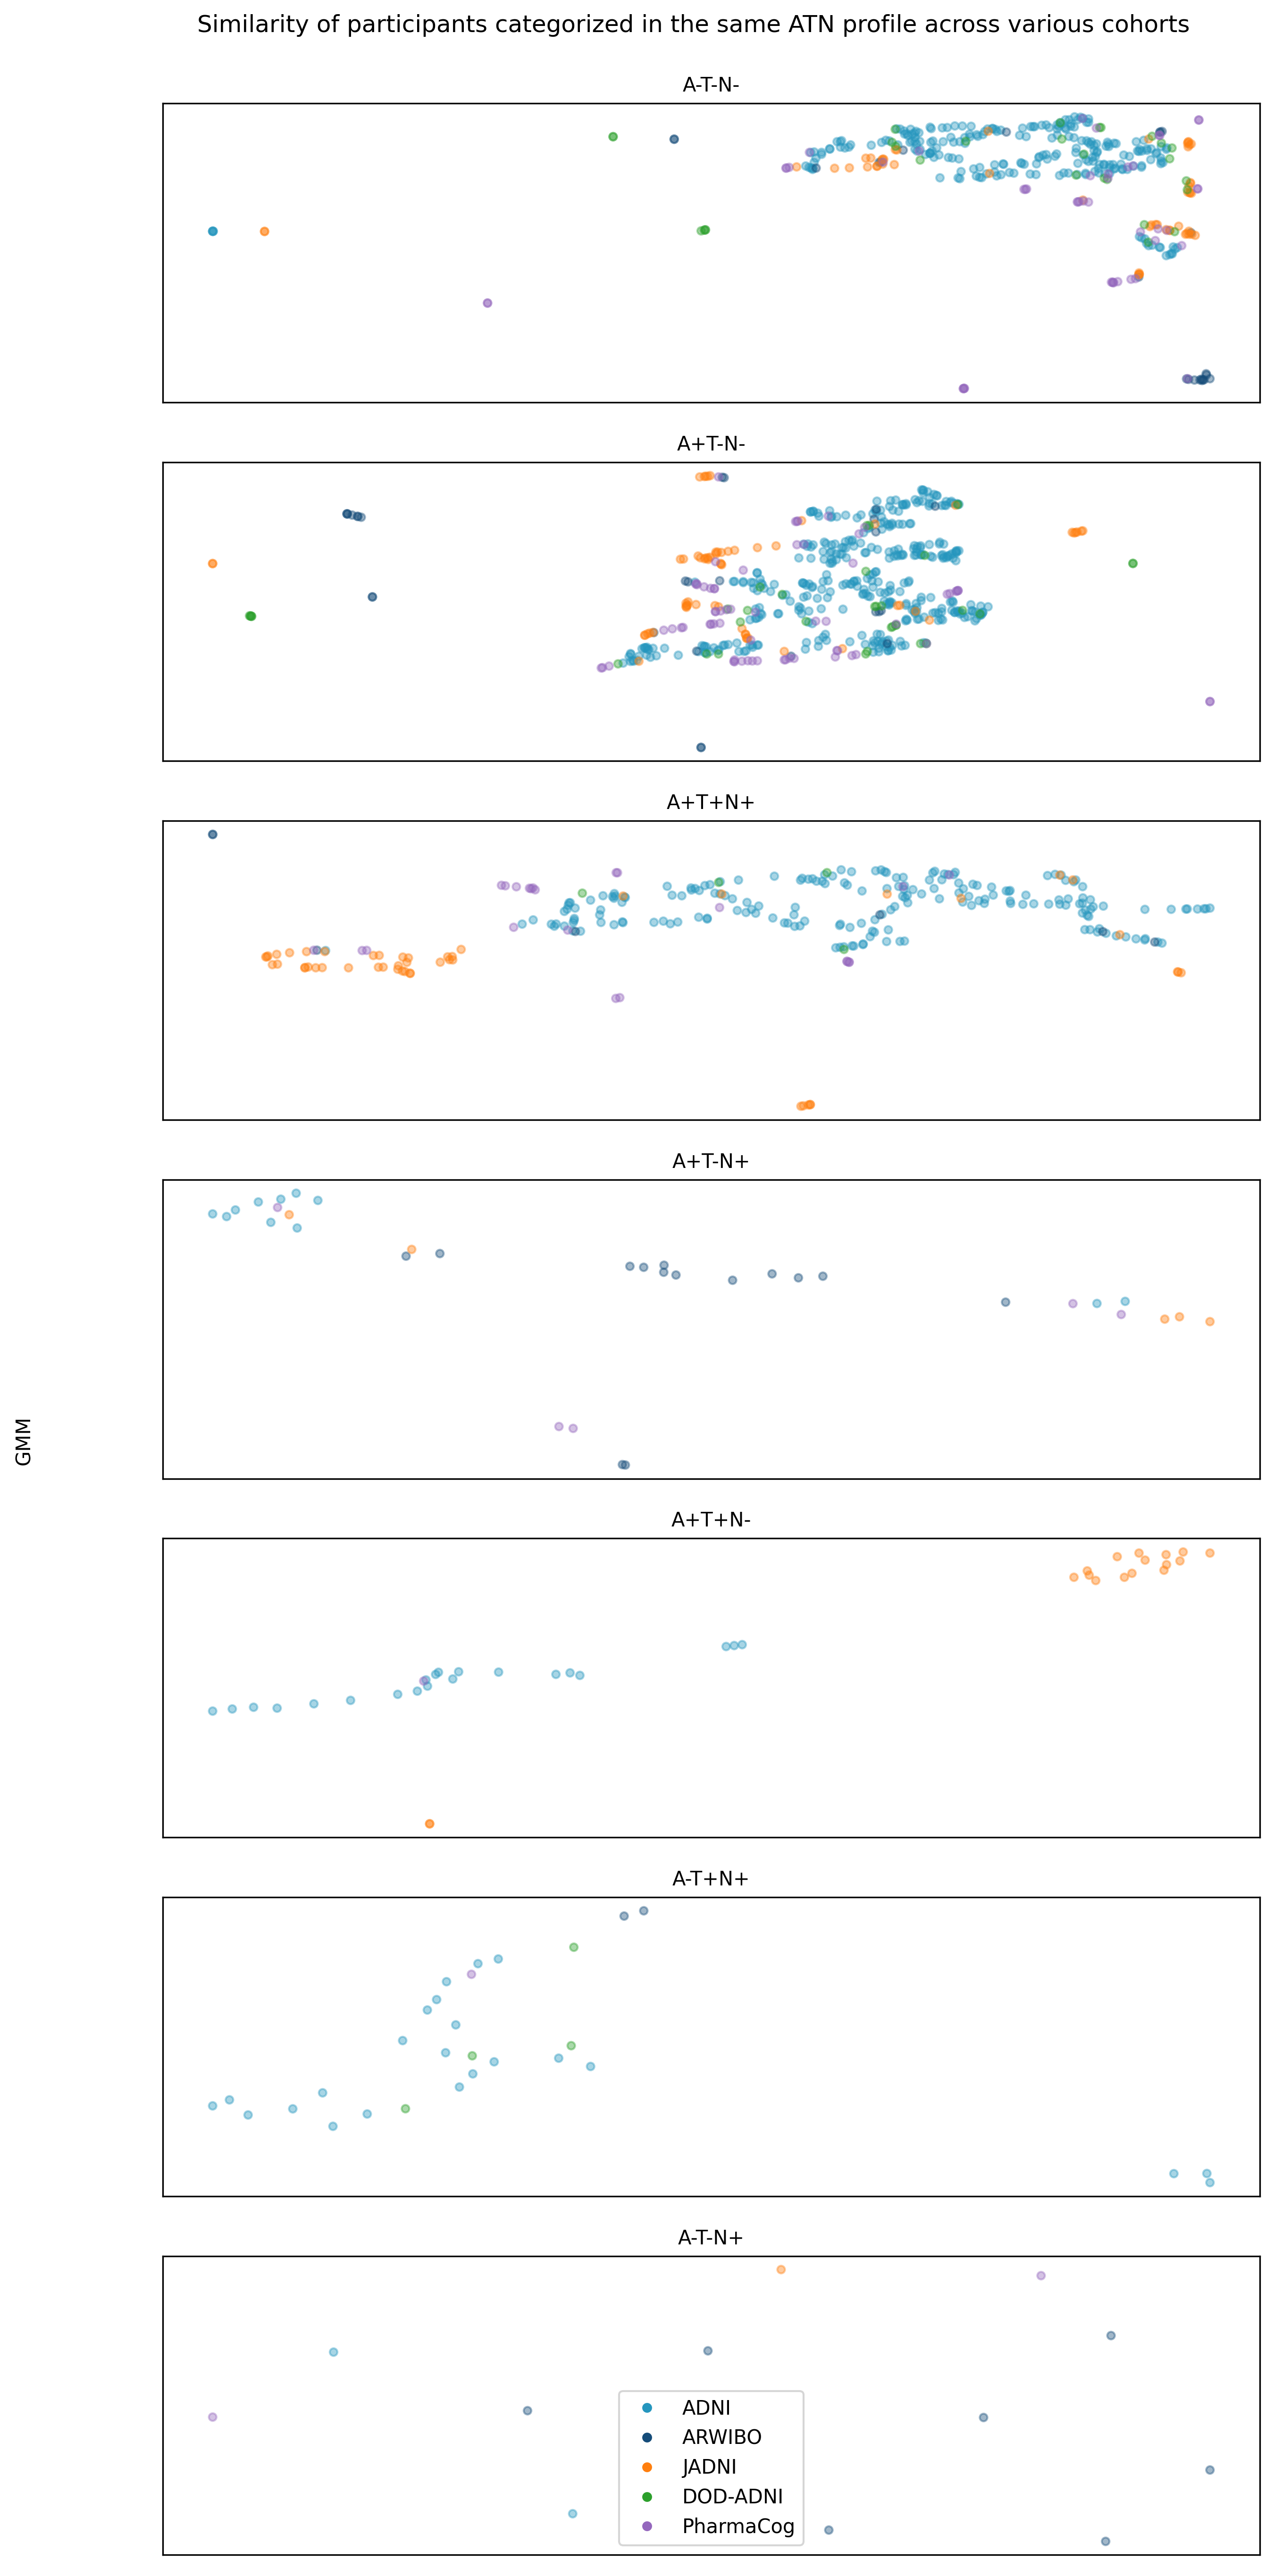 Similarity of participants categorized in the same ATN profile across various cohorts
A-T-N-
A+T-N-
A+T+N+
A+T-N+
GMM
A+T+N-
A-T+N+
A-T-N+
ADNI
ARWIBO
JADNI
DOD-ADNI
PharmaCog